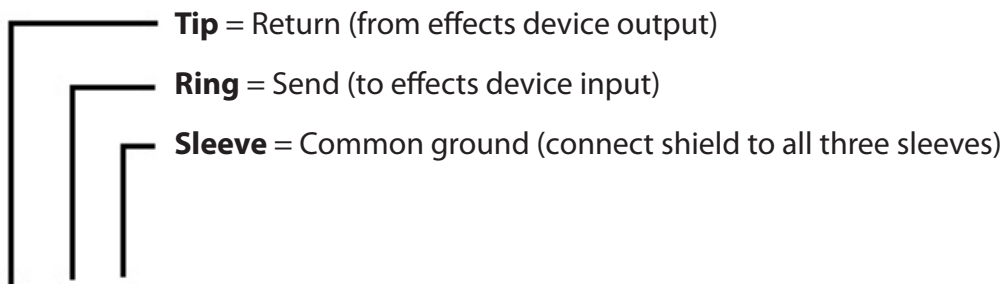 Tip = Return (from effects device output)
Ring = Send (to effects device input)
Sleeve = Common ground (connect shield to all three sleeves)